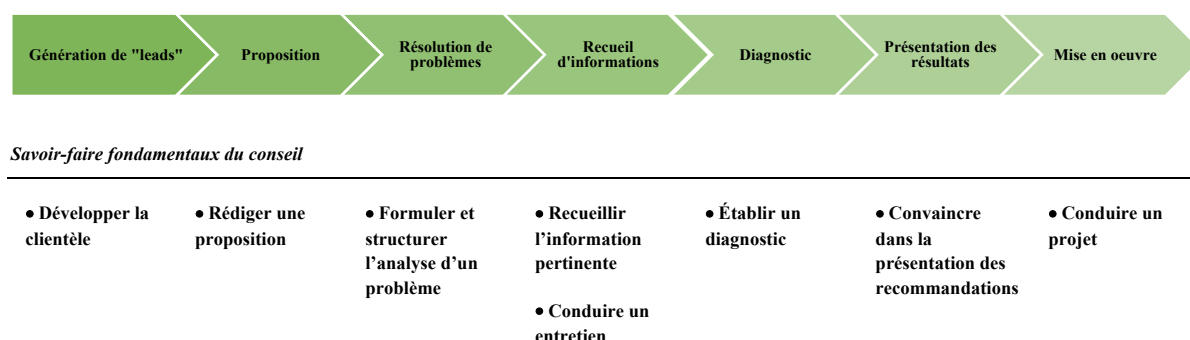 Génération de "leads"
Proposition
Résolution de
problèmes
Recueil
d'informations
Diagnostic
Présentation des
résultats
Mise en oeuvre
Savoir-faire fondamentaux du conseil
• Développer la
clientèle
• Rédiger une
proposition
• Formuler et
structurer
l’analyse d’un
problème
• Recueillir
l’information
pertinente
• Conduire un
entretien
• Établir un
diagnostic
• Convaincre
dans la
présentation des
recommandations
• Conduire un
projet